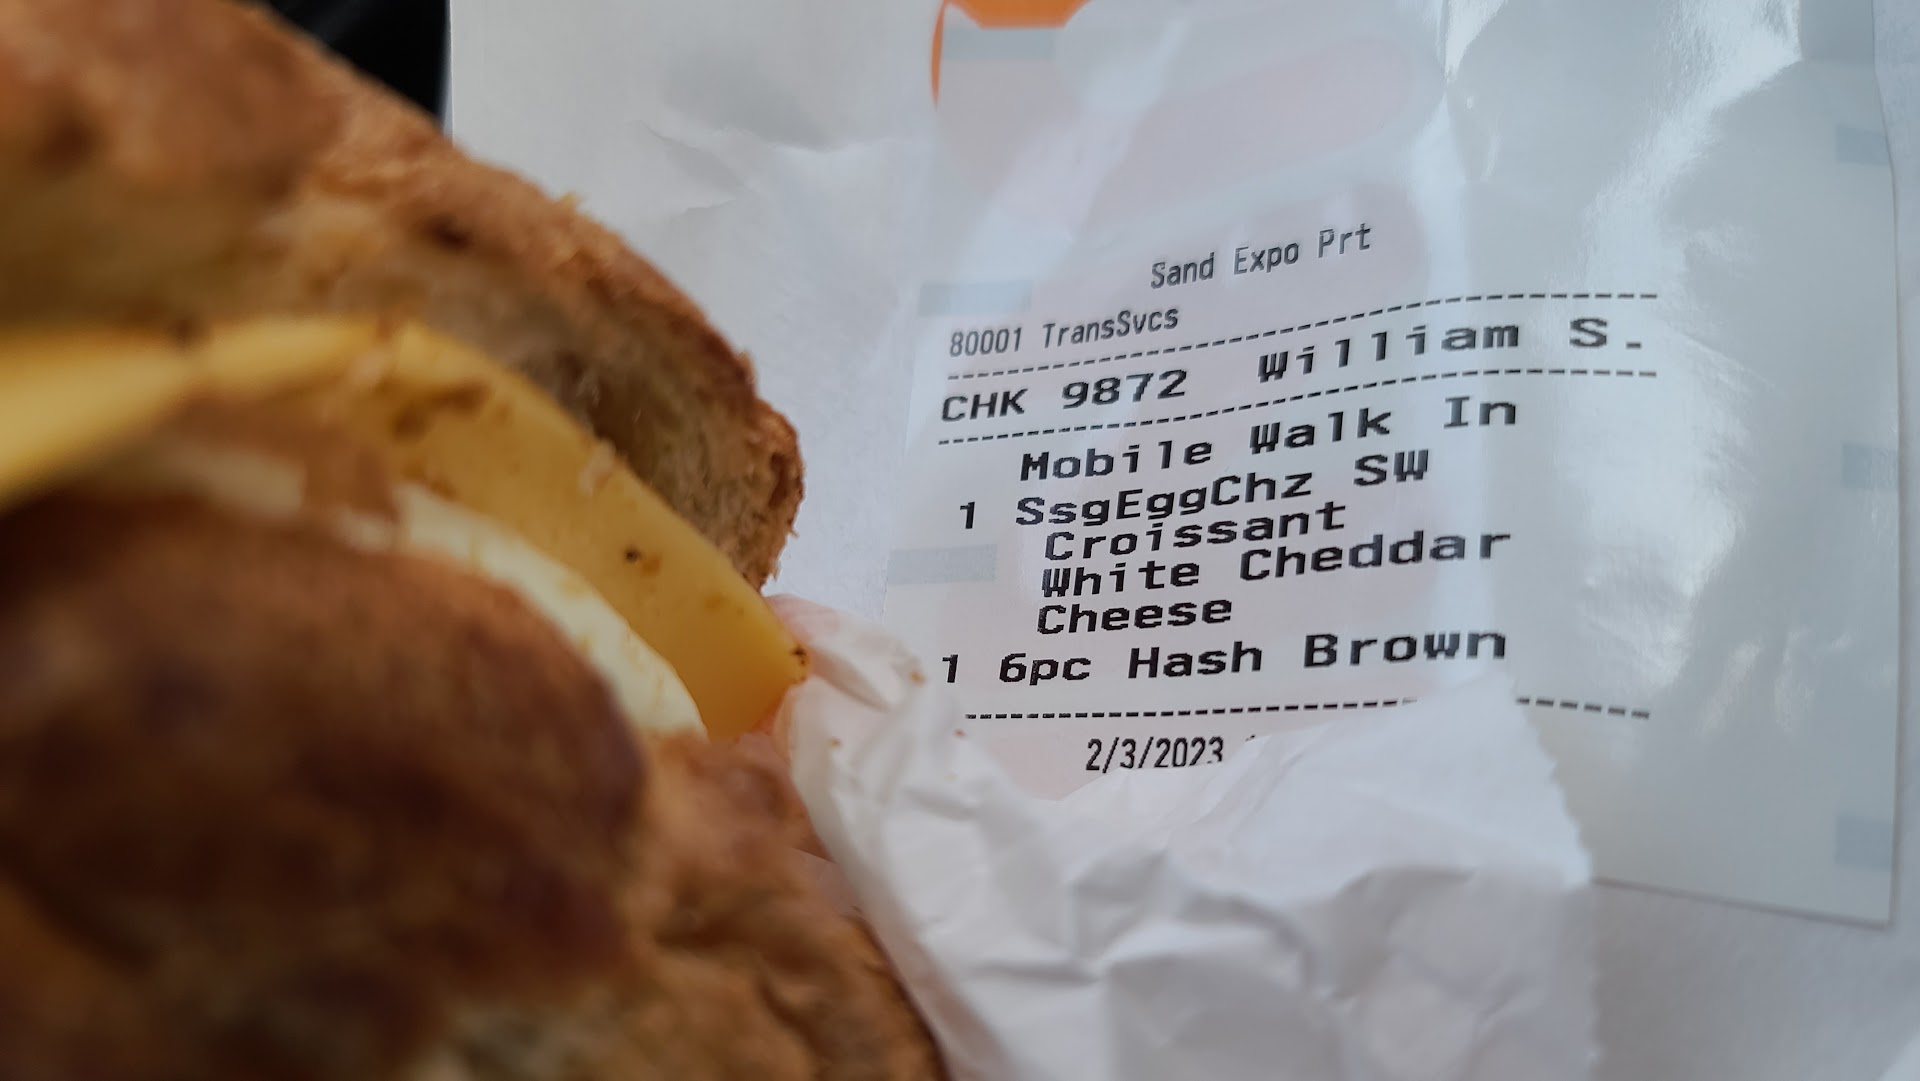 Sand Expo Prt
80001 TransSvcs
CHK 9872 William S.
Mobile Walk In
1 SsgEggChz SW
Croissant
White Cheddar
Cheese
1 6pc Hash Brown
2/3/2023